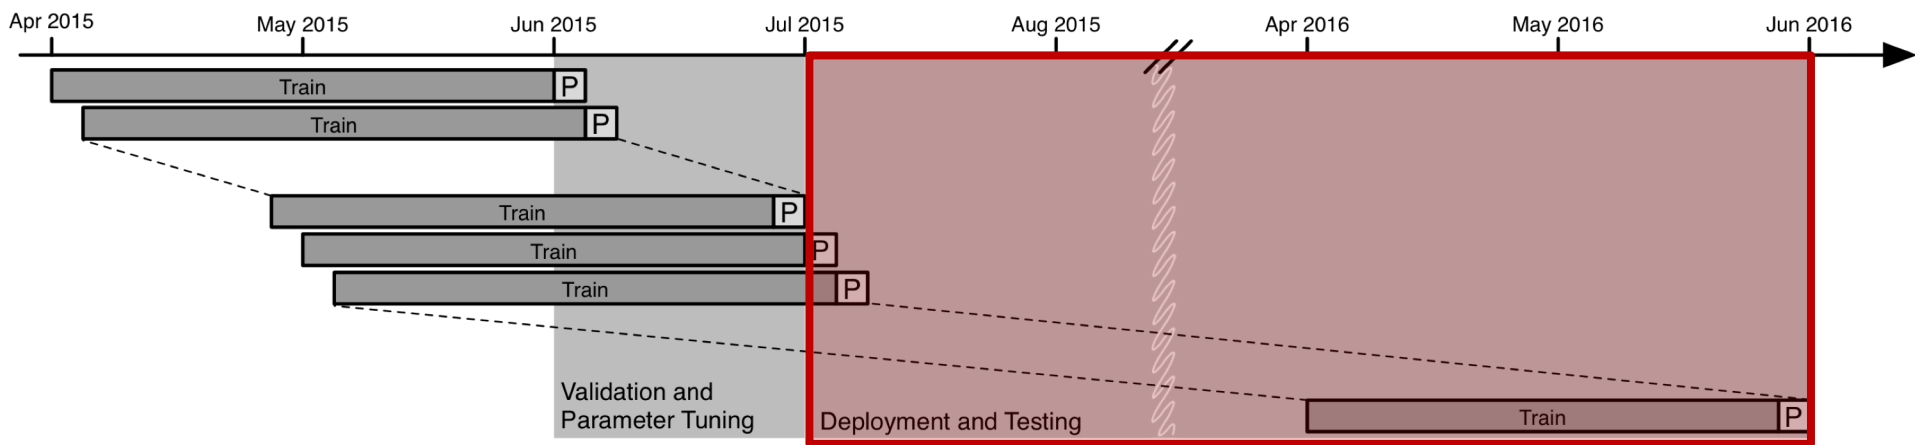 Apr 2015 May 2015 Jun 2015 Jul 2015 Aug 2015 Apr 2016 May 2016 Jun 2016
Train P
Train P
Train P
Train P
Train P
Validation and
Parameter Tuning
Deployment and Testing
Train P